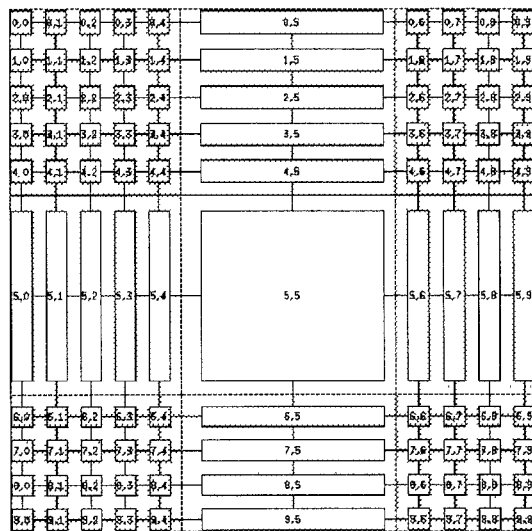 0,0 0,1 0,2 0,3 0,4 0,5 0,6 0,7 0,8 0,9
1,0 1,1 1,2 1,3 1,4 1,5 1,6 1,7 1,8 1,9
2,0 2,1 2,2 2,3 2,4 2,5 2,6 2,7 2,8 2,9
3,0 3,1 3,2 3,3 3,4 3,5 3,6 3,7 3,8 3,9
4,0 4,1 4,2 4,3 4,4 4,5 4,6 4,7 4,8 4,9
5,0 5,1 5,2 5,3 5,4 5,5 5,6 5,7 5,8 5,9
6,0 6,1 6,2 6,3 6,4 6,5 6,6 6,7 6,8 6,9
7,0 7,1 7,2 7,3 7,4 7,5 7,6 7,7 7,8 7,9
8,0 8,1 8,2 8,3 8,4 8,5 8,6 8,7 8,8 8,9
9,0 9,1 9,2 9,3 9,4 9,5 9,6 9,7 9,8 9,9